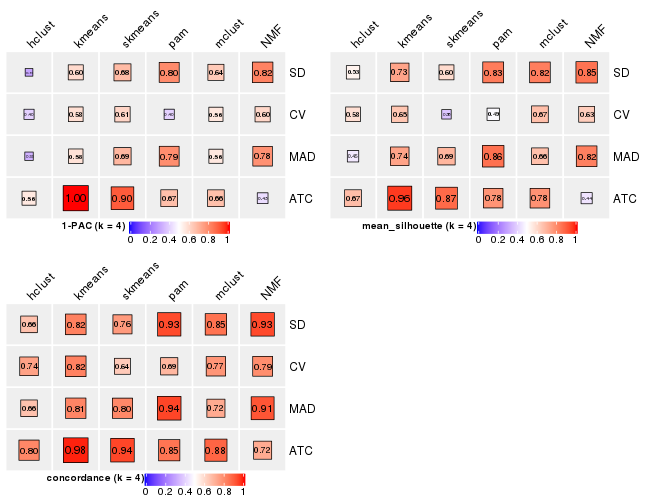 hclust kmeans skmeans pam mclust NMF
0.60 0.68 0.80 0.64 0.82 SD
0.58 0.61 0.56 0.60 CV
0.56 0.69 0.79 0.56 0.78 MAD
0.56 1.00 0.90 0.67 0.66 ATC
1-PAC (k = 4)
0 0.2 0.4 0.6 0.8 1
hclust kmeans skmeans pam mclust NMF
0.53 0.73 0.60 0.83 0.82 0.85 SD
0.58 0.65 0.49 0.67 0.63 CV
0.74 0.69 0.86 0.66 0.82 MAD
0.67 0.96 0.87 0.78 0.78 0.44 ATC
mean_silhouette (k = 4)
0 0.2 0.4 0.6 0.8 1
hclust kmeans skmeans pam mclust NMF
0.66 0.82 0.76 0.93 0.85 0.93 SD
0.74 0.82 0.64 0.69 0.77 0.79 CV
0.66 0.81 0.80 0.94 0.72 0.91 MAD
0.80 0.98 0.94 0.85 0.88 0.72 ATC
concordance (k = 4)
0 0.2 0.4 0.6 0.8 1